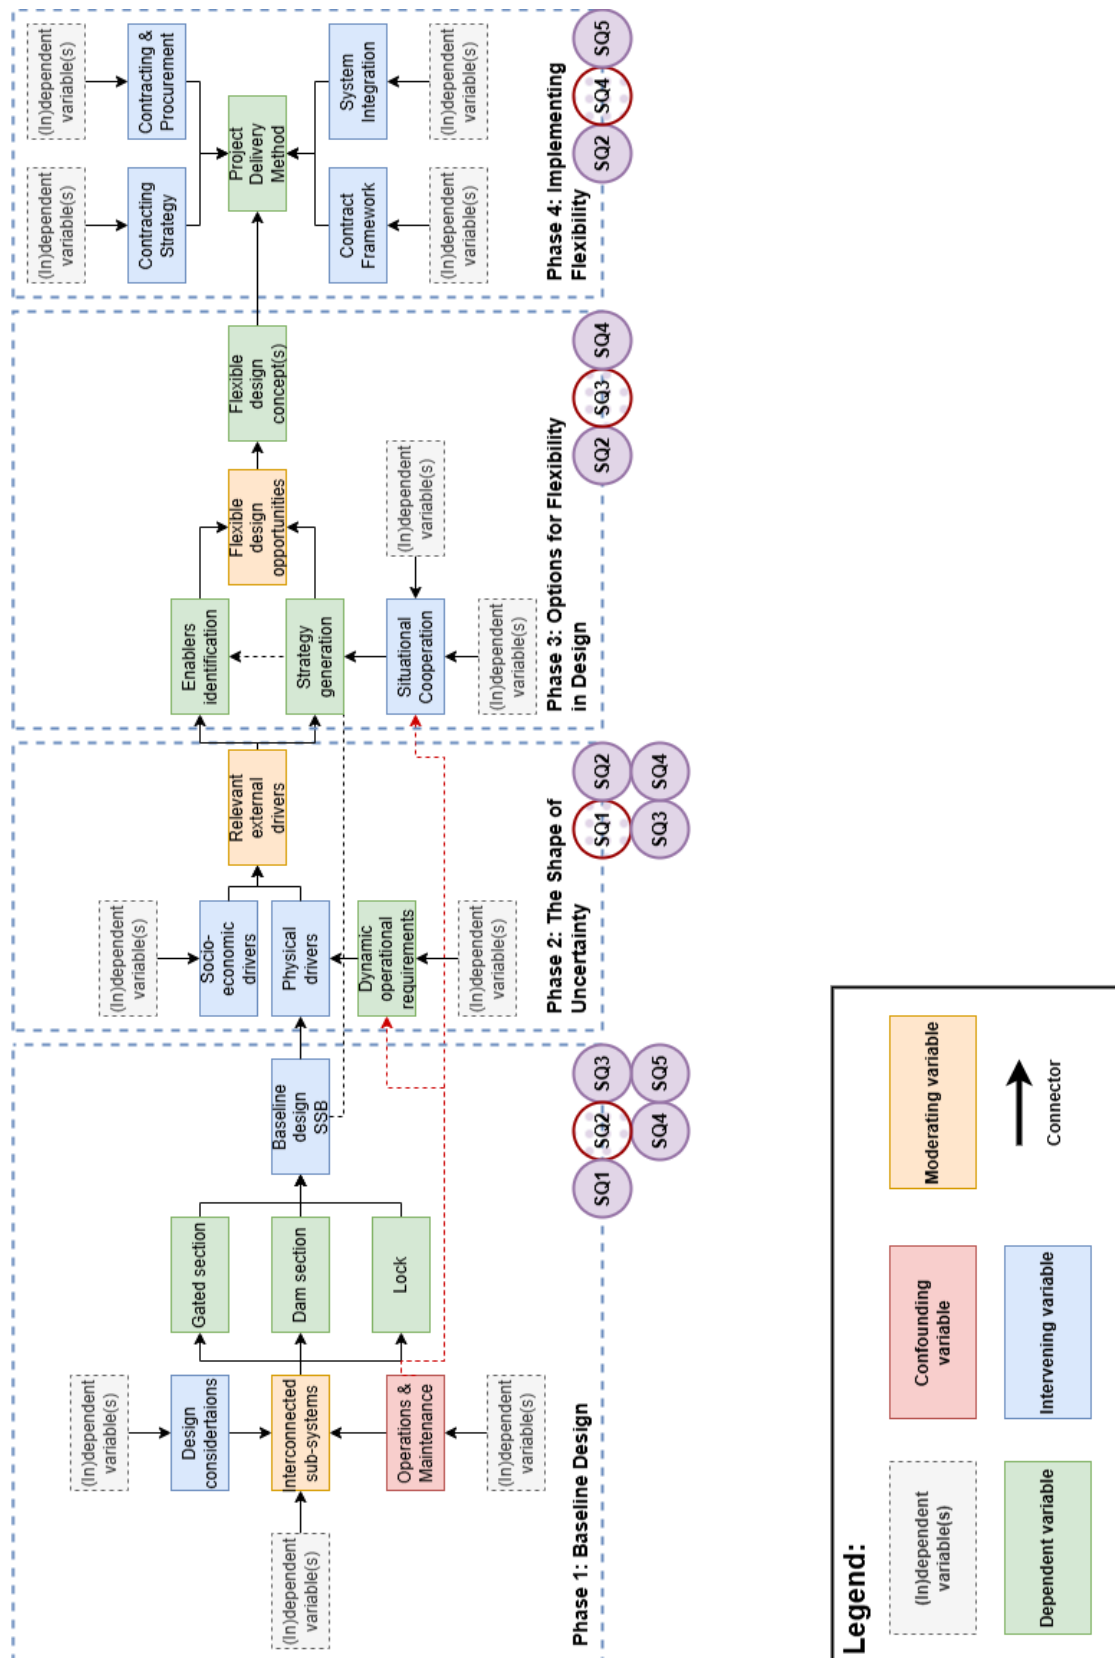 (In)dependent
variable(s)
Design
considertaions
(In)dependent
variable(s)
Interconnected
sub-systems
Operations &
Maintenance
(In)dependent
variable(s)
Gated section
Dam section
Lock
Baseline
design
SSB
Phase 1: Baseline Design
SQ1
SQ2
SQ3
SQ4
SQ5
(In)dependent
variable(s)
Socio-
economic
drivers
Physical drivers
Dynamic
operational
requirements
(In)dependent
variable(s)
Relevant
external
drivers
Phase 2: The Shape of
Uncertainty
SQ1
SQ2
SQ3
SQ4
Enablers
identification
Strategy
generation
Situational
Cooperation
(In)dependent
variable(s)
(In)dependent
variable(s)
Flexible
design
opportunities
Flexible
design
concept(s)
Phase 3: Options for Flexibility
in Design
SQ2
SQ3
SQ4
(In)dependent
variable(s)
(In)dependent
variable(s)
Contracting
Strategy
Contracting &
Procurement
Project
Delivery
Method
Contract
Framework
System
Integration
(In)dependent
variable(s)
(In)dependent
variable(s)
Phase 4: Implementing
Flexibility
SQ2
SQ4
SQ5
Legend:
(In)dependent
variable(s)
Confounding
variable
Moderating variable
Dependent variable
Intervening variable
Connector